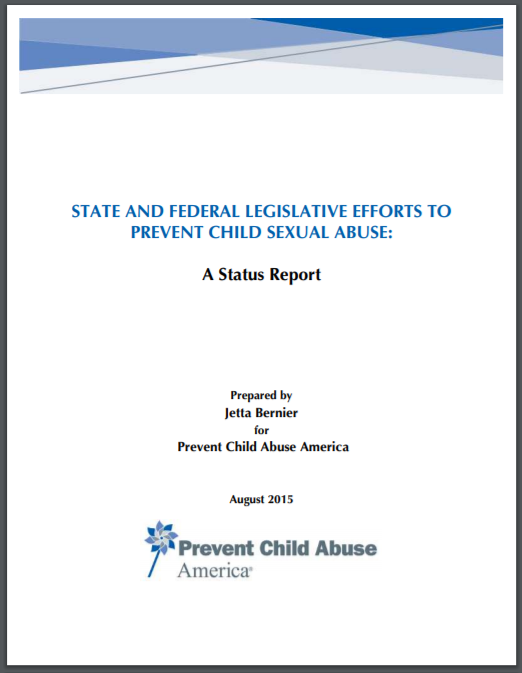 STATE AND FEDERAL LEGISLATIVE EFFORTS TO
PREVENT CHILD SEXUAL ABUSE:
A Status Report
Prepared by
Jetta Bernier
for
Prevent Child Abuse America
August 2015
Prevent Child Abuse
America®